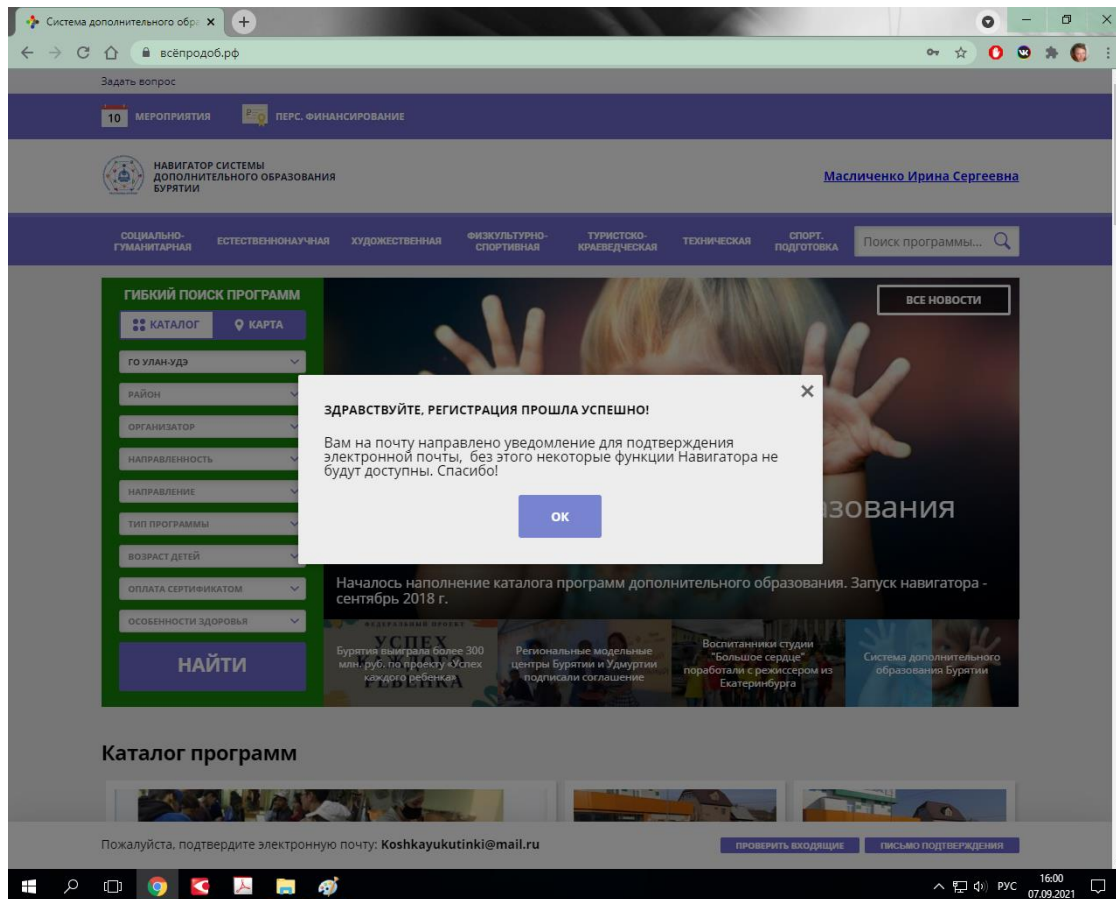 Система дополнительного обра
всёпродоб.рф
Задать вопрос
10 МЕРОПРИЯТИЯ ПЕРС. ФИНАНСИРОВАНИЕ
НАВИГАТОР СИСТЕМЫ
ДОПОЛНИТЕЛЬНОГО ОБРАЗОВАНИЯ
БУРЯТИИ
Масличенко Ирина Сергеевна
СОЦИАЛЬНО-
ГУМАНИТАРНАЯ
ЕСТЕСТВЕННОНАУЧНАЯ
ХУДОЖЕСТВЕННАЯ
ФИЗКУЛЬТУРНО-
СПОРТИВНАЯ
ТУРИСТСКО-
КРАЕВЕДЧЕСКАЯ
ТЕХНИЧЕСКАЯ
СПОРТ.
ПОДГОТОВКА
Поиск программы...
ГИБКИЙ ПОИСК ПРОГРАММ
КАТАЛОГ КАРТА
ГО УЛАН-УДЭ
РАЙОН
ОРГАНИЗАТОР
НАПРАВЛЕННОСТЬ
НАПРАВЛЕНИЕ
ТИП ПРОГРАММЫ
ВОЗРАСТ ДЕТЕЙ
ОПЛАТА СЕРТИФИКАТОМ
ОСОБЕННОСТИ ЗДОРОВЬЯ
НАЙТИ
ВСЕ НОВОСТИ
ЗДРАВСТВУЙТЕ, РЕГИСТРАЦИЯ ПРОШЛА УСПЕШНО!
Вам на почту направлено уведомление для подтверждения
электронной почты, без этого некоторые функции Навигатора не
будут доступны. Спасибо!
ОК
азования
Началось наполнение каталога программ дополнительного образования. Запуск навигатора -
сентябрь 2018 г.
ФЕДЕРАЛЬНЫЙ ПРОЕКТ
УСПЕХ
РЕБЕНКА
Бурятия выиграла более 300
млн. руб. по проекту «Успех
каждого ребенка»
Региональные модельные
центры Бурятии и Удмуртии
подписали соглашение
Воспитанники студии
"Большое сердце"
поработали с режиссером из
Екатеринбурга
Система дополнительного
образования Бурятии
Каталог программ
Пожалуйста, подтвердите электронную почту: Koshkayukutinki@mail.ru
ПРОВЕРИТЬ ВХОДЯЩИЕ ПИСЬМО ПОДТВЕРЖДЕНИЯ
РУС
16:00
07.09.2021